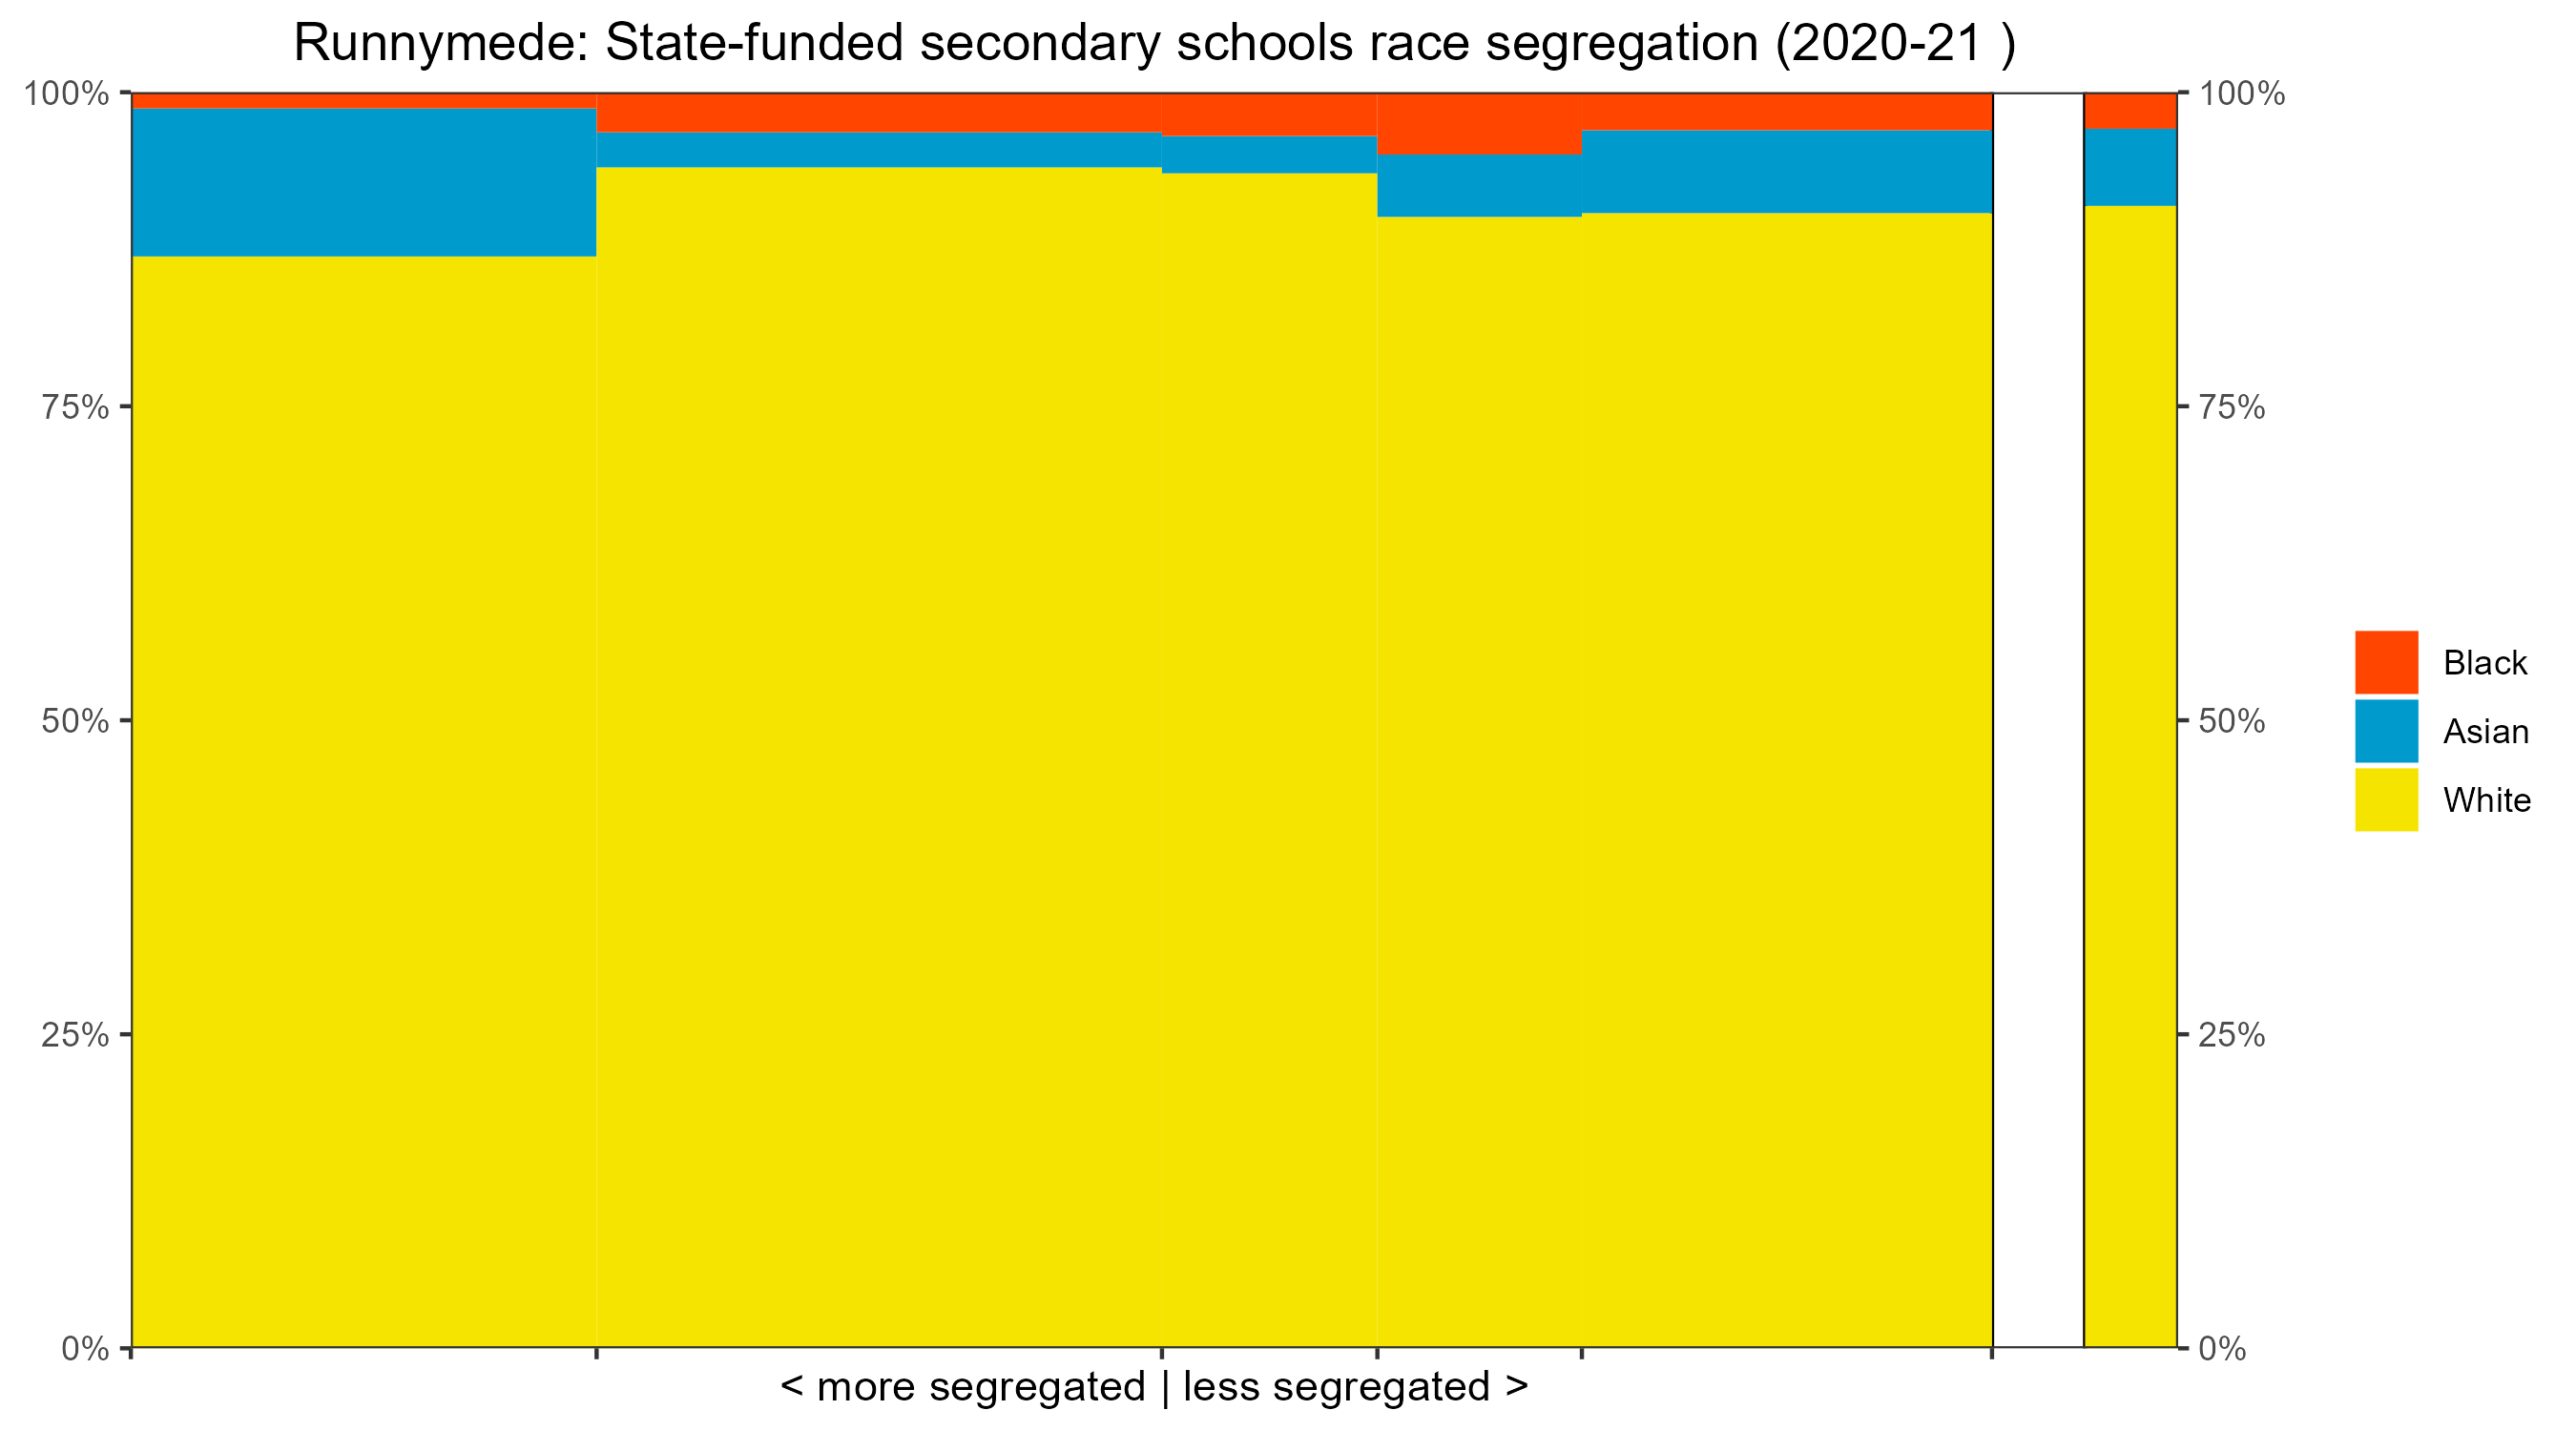 Runnymede: State-funded secondary schools race segregation (2020-21 )
100%
75%
50%
25%
0%
100%
75%
50%
25%
0%
Black
Asian
White
< more segregated | less segregated >